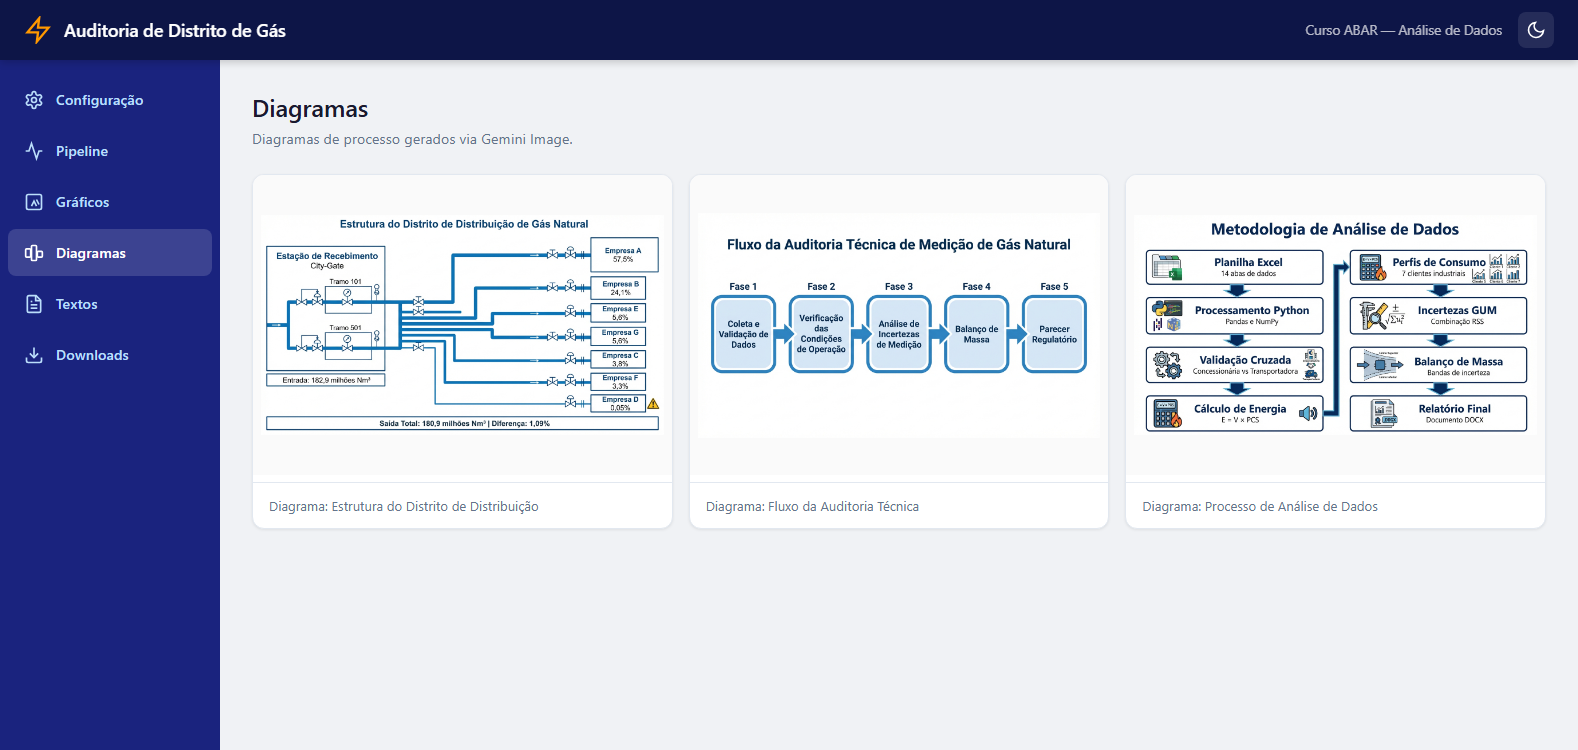 Auditoria de Distrito de Gás
Curso ABAR — Análise de Dados
Configuração
Pipeline
Gráficos
Diagramas
Textos
Downloads
Diagramas
Diagramas de processo gerados via Gemini Image.
Estrutura do Distrito de Distribuição de Gás Natural
Estação de Recebimento
City-Gate
Tramo 101
Tramo 501
Entrada: 182,9 milhões Nm³
Empresa A
57,5%
Empresa B
24,1%
Empresa E
5,6%
Empresa G
5,6%
Empresa C
3,8%
Empresa F
3,3%
Empresa D
0,05%
Saída Total: 180,9 milhões Nm³ | Diferença: 1,09%
Diagrama: Estrutura do Distrito de Distribuição
Fluxo da Auditoria Técnica de Medição de Gás Natural
Fase 1
Coleta e
Validação de
Dados
Fase 2
Verificação
das
Condições
de Operação
Fase 3
Análise de
Incertezas
de Medição
Fase 4
Balanço de
Massa
Fase 5
Parecer
Regulatório
Diagrama: Fluxo da Auditoria Técnica
Metodologia de Análise de Dados
Planilha Excel
14 abas de dados
Processamento Python
Pandas e NumPy
Validação Cruzada
Concessionária vs Transportadora
Cálculo de Energia
E = V × PCS
Perfis de Consumo
7 clientes industriais
Incertezas GUM
Combinação RSS
Balanço de Massa
Bandas de incerteza
Relatório Final
Documento DOCX
Diagrama: Processo de Análise de Dados